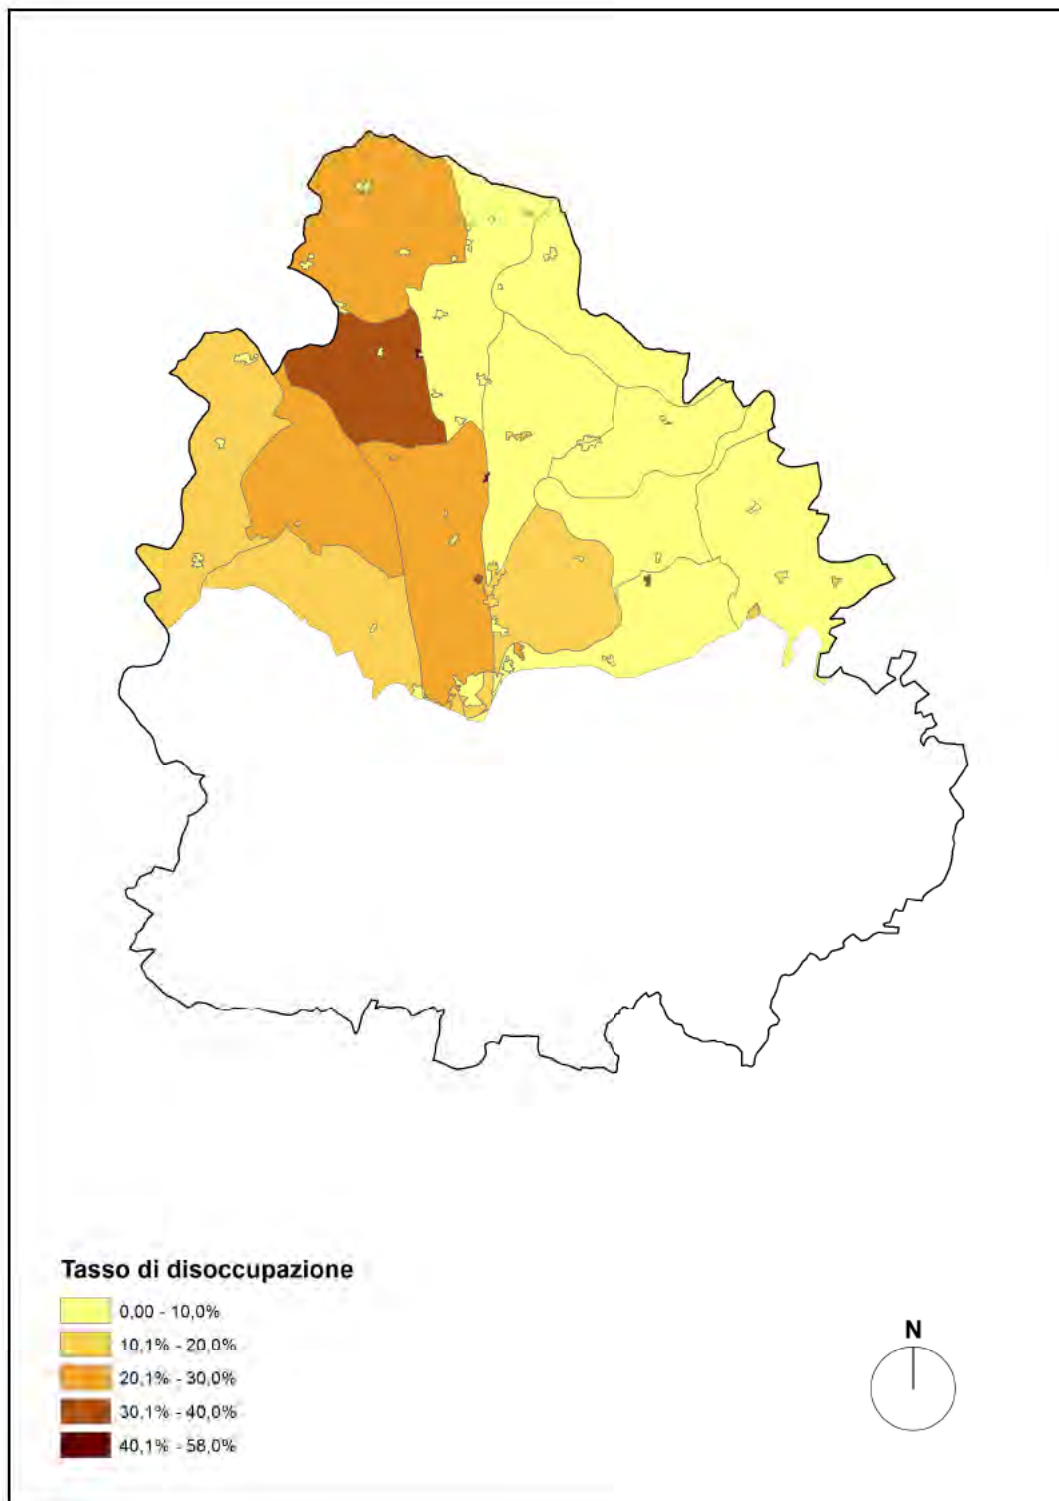 Tasso di disoccupazione
0,00 - 10,0%
10,1% - 20,0%
20,1% - 30,0%
30,1% - 40,0%
40,1% - 58,0%
N